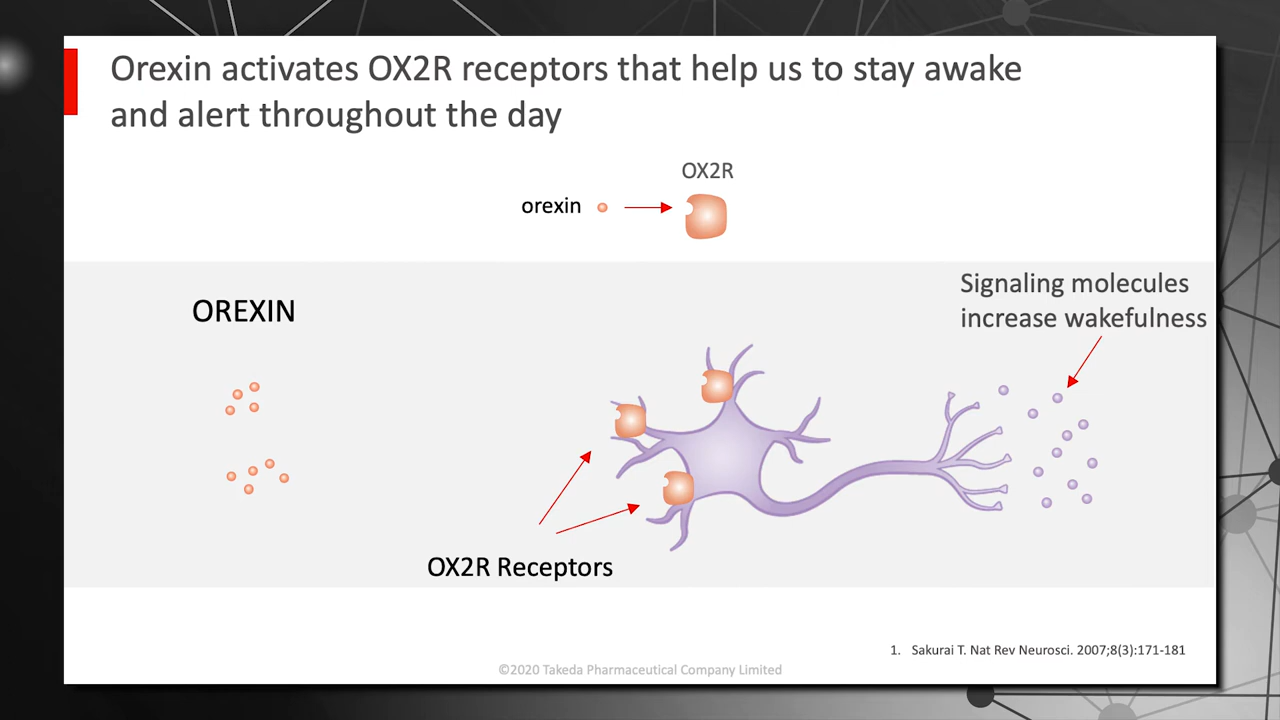 Orexin activates OX2R receptors that help us to stay awake
and alert throughout the day
OX2R
orexin
OREXIN
Signaling molecules
increase wakefulness
OX2R Receptors
1. Sakurai T. Nat Rev Neurosci. 2007;8(3):171-181
©2020 Takeda Pharmaceutical Company Limited